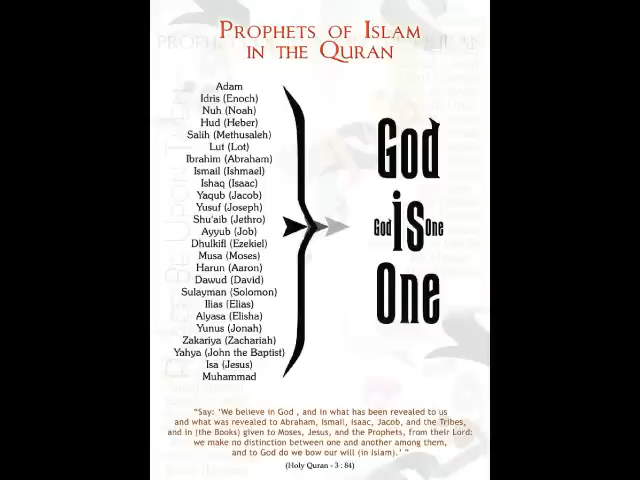 PROPHETS OF ISLAM
IN THE QURAN
Adam
Idris (Enoch)
Nuh (Noah)
Hud (Heber)
Salih (Methusaleh)
Lut (Lot)
Ibrahim (Abraham)
Ismail (Ishmael)
Ishaq (Isaac)
Yaqub (Jacob)
Yusuf (Joseph)
Shu'aib (Jethro)
Ayyub (Job)
Dhulkifl (Ezekiel)
Musa (Moses)
Harun (Aaron)
Dawud (David)
Sulayman (Solomon)
Ilias (Elias)
Alyasa (Elisha)
Yunus (Jonah)
Zakariya (Zachariah)
Yahya (John the Baptist)
Isa (Jesus)
Muhammad
God
God is One
One
"Say: 'We believe in God , and in what has been revealed to us
and what was revealed to Abraham, Ismail, Isaac, Jacob, and the Tribes,
and in (the Books) given to Moses, Jesus, and the Prophets, from their Lord:
we make no distinction between one and another among them,
and to God do we bow our will (in Islam).' "
(Holy Quran - 3 : 84)